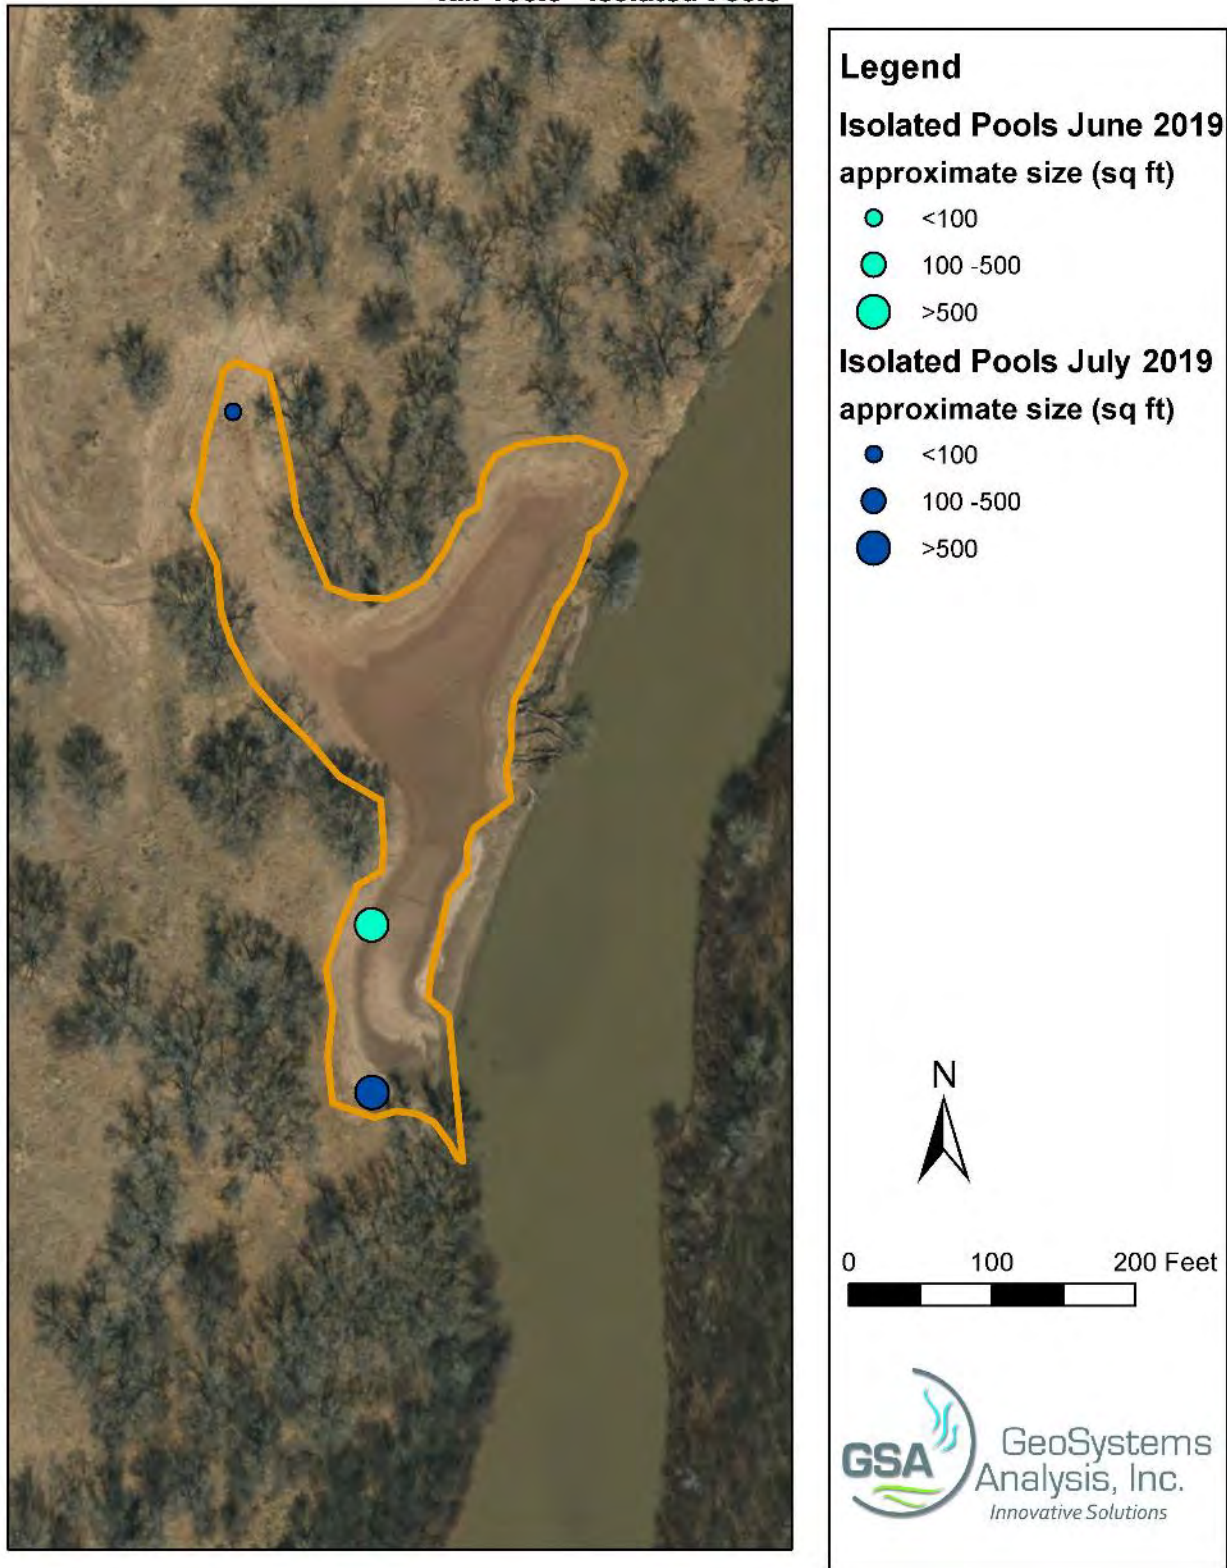 Legend
Isolated Pools June 2019
approximate size (sq ft)
<100
100 -500
>500
Isolated Pools July 2019
approximate size (sq ft)
<100
100 -500
>500
N
0 100 200 Feet
GSA
GeoSystems
Analysis, Inc.
Innovative Solutions